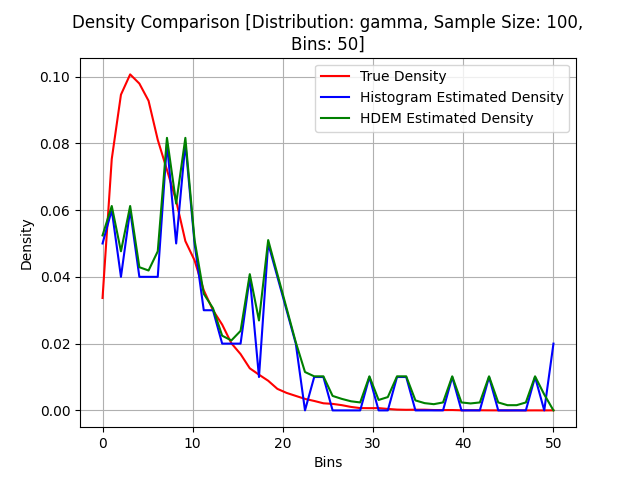 Density Comparison [Distribution: gamma, Sample Size: 100,
Bins: 50]
True Density
Histogram Estimated Density
HDEM Estimated Density
Density
0.10
0.08
0.06
0.04
0.02
0.00
0 10 20 30 40 50
Bins